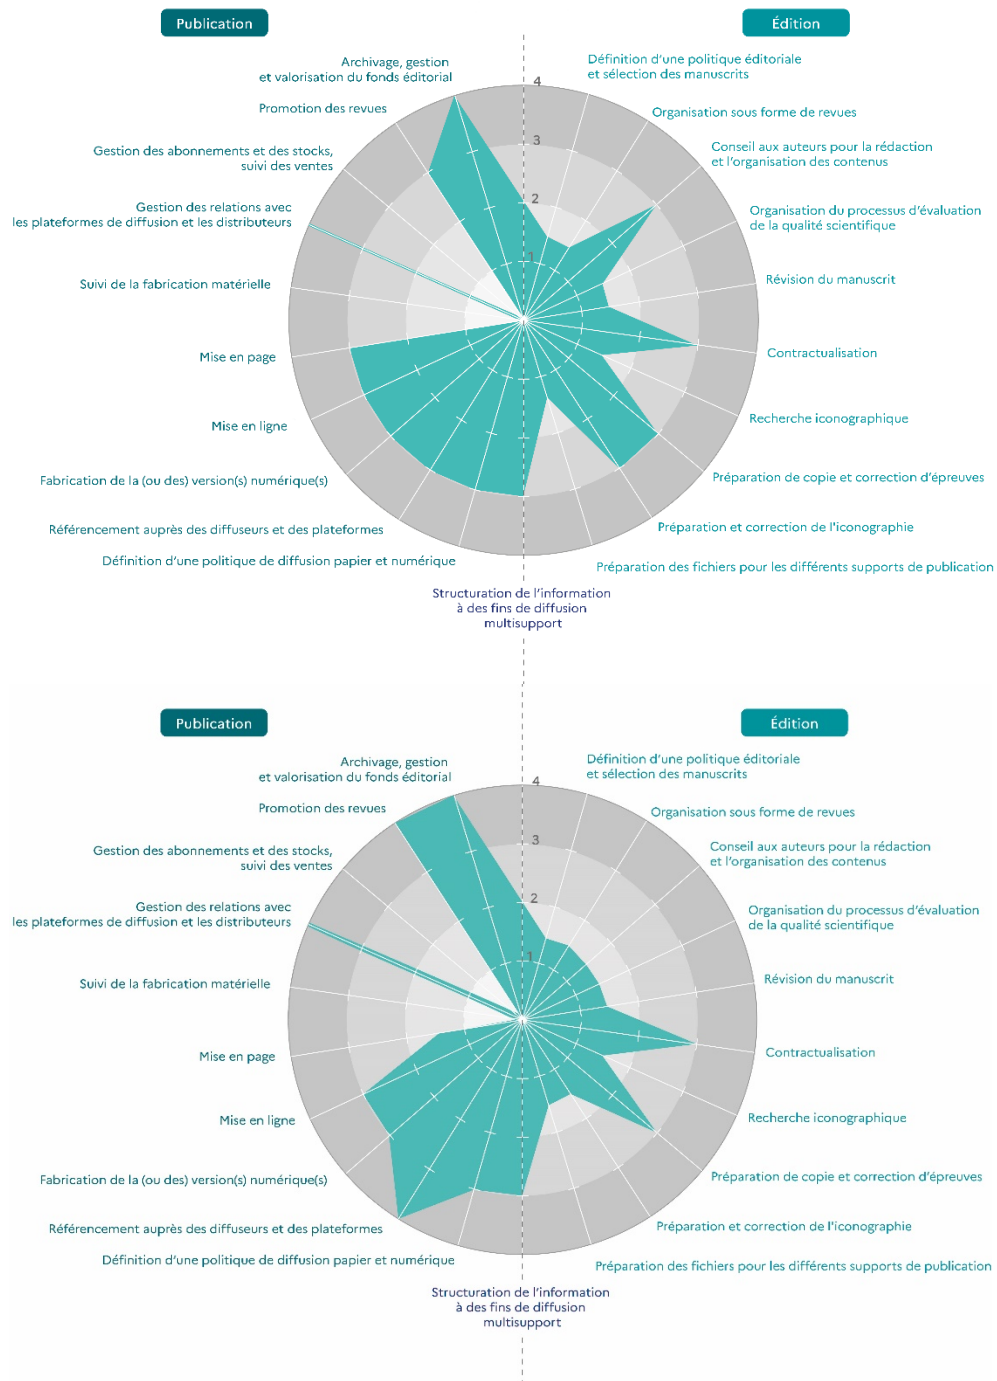 Publication
Édition
Archivage, gestion
et valorisation du fonds éditorial
Définition d'une politique éditoriale
et sélection des manuscrits
Promotion des revues
Organisation sous forme de revues
Gestion des abonnements et des stocks,
suivi des ventes
Conseil aux auteurs pour la rédaction
et l'organisation des contenus
Gestion des relations avec
les plateformes de diffusion et les distributeurs
Organisation du processus d'évaluation
de la qualité scientifique
Suivi de la fabrication matérielle
Révision du manuscrit
Mise en page
Contractualisation
Mise en ligne
Recherche iconographique
Fabrication de la (ou des) version(s) numérique(s)
Préparation de copie et correction d'épreuves
Référencement auprès des diffuseurs et des plateformes
Préparation et correction de l'iconographie
Définition d'une politique de diffusion papier et numérique
Préparation des fichiers pour les différents supports de publication
Structuration de l'information
à des fins de diffusion
multisupport
4
3
2
1
Publication
Édition
Archivage, gestion
et valorisation du fonds éditorial
Définition d'une politique éditoriale
et sélection des manuscrits
Promotion des revues
Organisation sous forme de revues
Gestion des abonnements et des stocks,
suivi des ventes
Conseil aux auteurs pour la rédaction
et l'organisation des contenus
Gestion des relations avec
les plateformes de diffusion et les distributeurs
Organisation du processus d'évaluation
de la qualité scientifique
Suivi de la fabrication matérielle
Révision du manuscrit
Mise en page
Contractualisation
Mise en ligne
Recherche iconographique
Fabrication de la (ou des) version(s) numérique(s)
Préparation de copie et correction d'épreuves
Référencement auprès des diffuseurs et des plateformes
Préparation et correction de l'iconographie
Définition d'une politique de diffusion papier et numérique
Préparation des fichiers pour les différents supports de publication
Structuration de l'information
à des fins de diffusion
multisupport
4
3
2
1